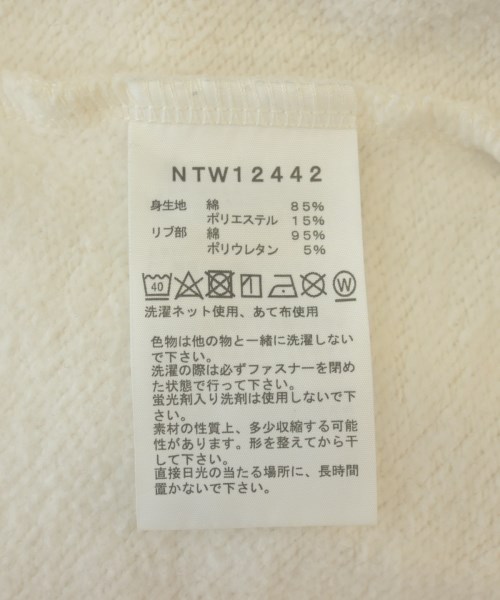 NTW12442
身生地 綿 85%
ポリエステル 15%
リブ部 綿 95%
ポリウレタン 5%
40 W
洗濯ネット使用、あて布使用
色物は他の物と一緒に洗濯しない
で下さい。
洗濯の際は必ずファスナーを閉め
た状態で行って下さい。
蛍光剤入り洗剤は使用しないで下
さい。
素材の性質上、多少収縮する可能
性があります。形を整えてから干
して下さい。
直接日光の当たる場所に、長時間
置かないで下さい。